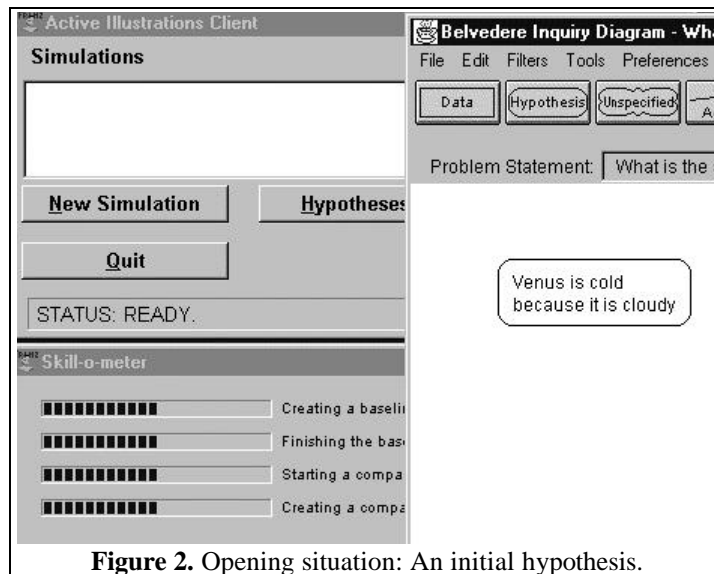 Active Illustrations Client
Simulations
New Simulation
Hypotheses
Quit
STATUS: READY.
Skill-o-meter
Creating a baseli
Finishing the bas
Starting a compa
Creating a compa
Belvedere Inquiry Diagram - Wha
File Edit Filters Tools Preferences
Data Hypothesis Unspecified A
Problem Statement: What is the
Venus is cold
because it is cloudy
Figure 2. Opening situation: An initial hypothesis.